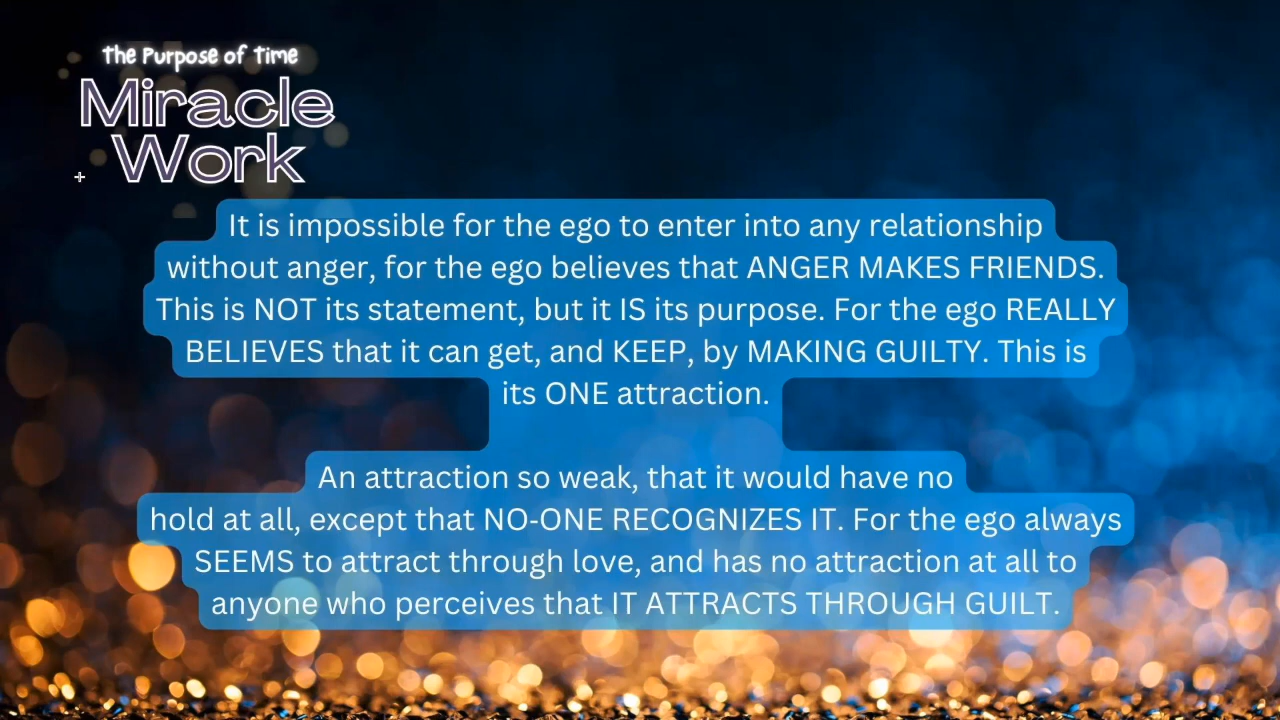 The Purpose of Time
Miracle
Work
It is impossible for the ego to enter into any relationship
without anger, for the ego believes that ANGER MAKES FRIENDS.
This is NOT its statement, but it IS its purpose. For the ego REALLY
BELIEVES that it can get, and KEEP, by MAKING GUILTY. This is
its ONE attraction.
An attraction so weak, that it would have no
hold at all, except that NO-ONE RECOGNIZES IT. For the ego always
SEEMS to attract through love, and has no attraction at all to
anyone who perceives that IT ATTRACTS THROUGH GUILT.